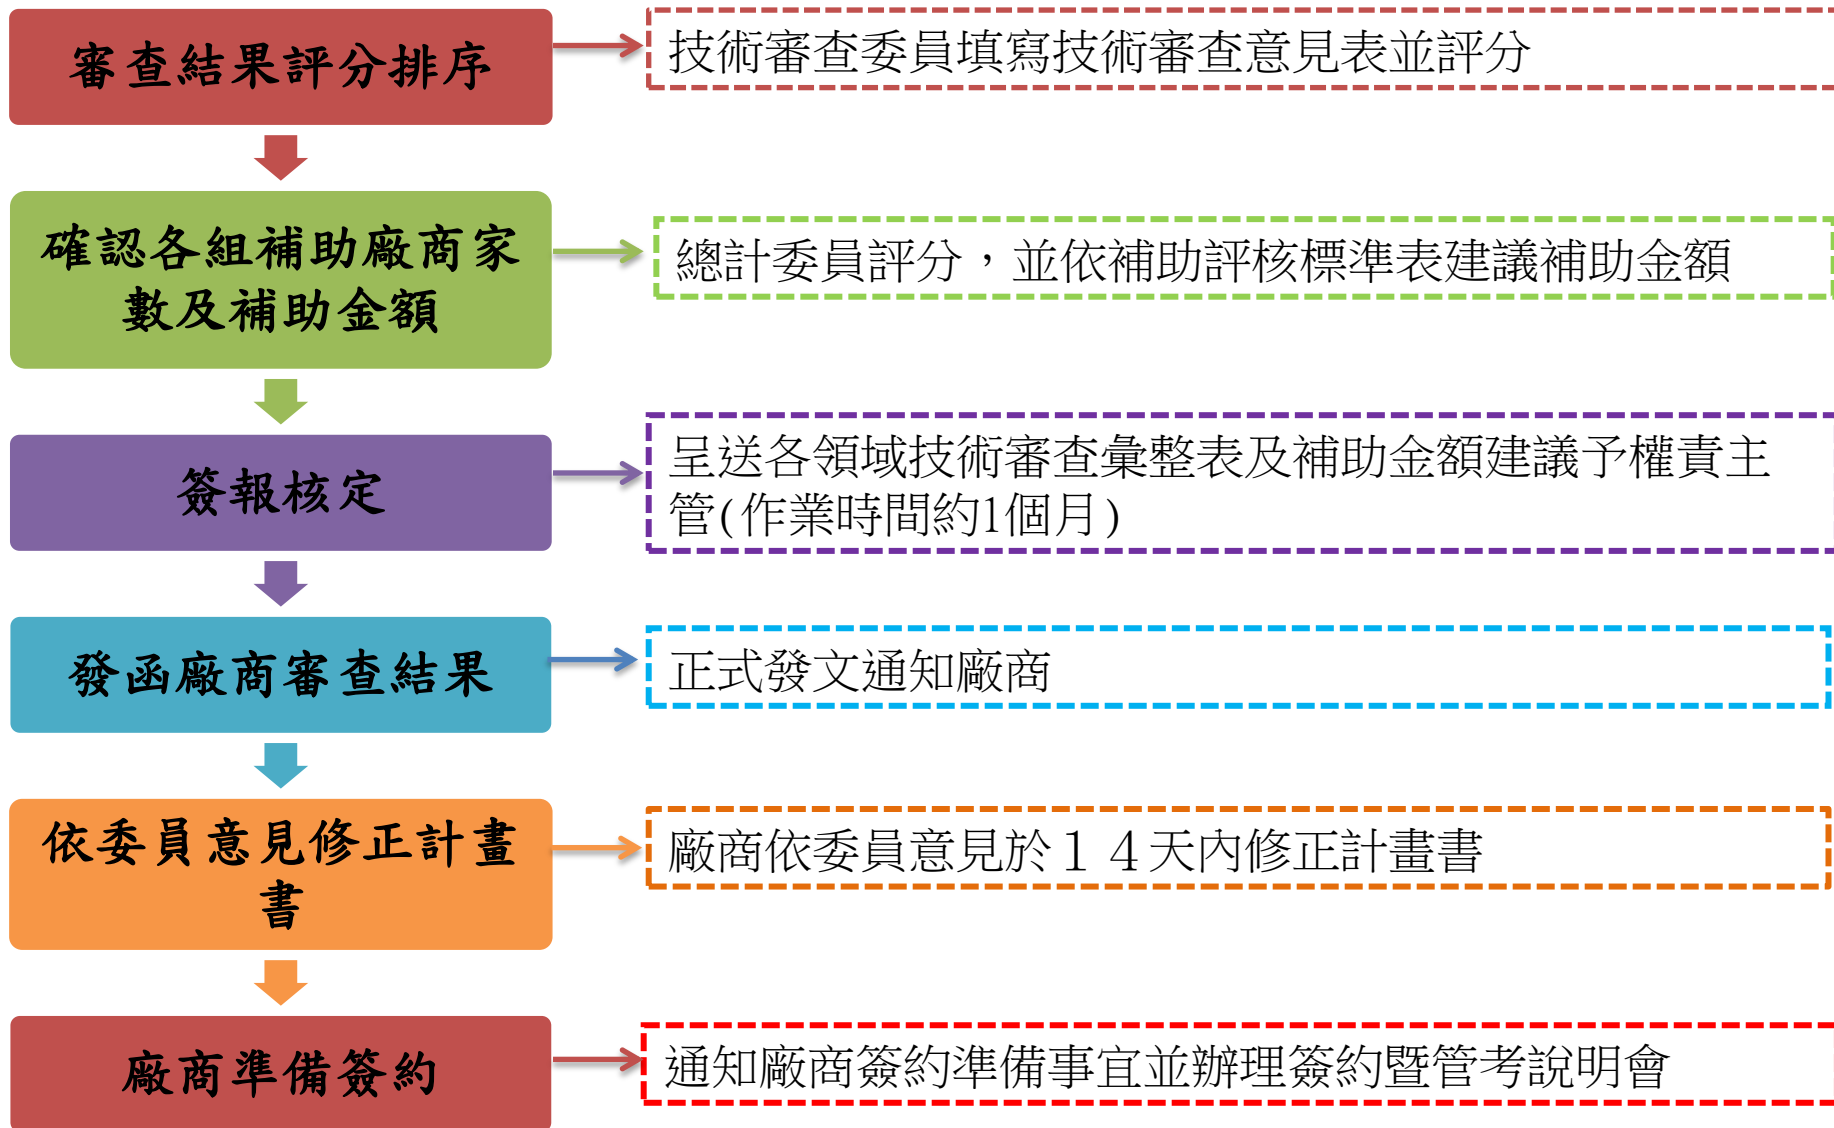 審查結果評分排序
技術審查委員填寫技術審查意見表並評分
確認各組補助廠商家
數及補助金額
總計委員評分，並依補助評核標準表建議補助金額
簽報核定
呈送各領域技術審查彙整表及補助金額建議予權責主
管(作業時間約1個月)
發函廠商審查結果
正式發文通知廠商
依委員意見修正計畫
書
廠商依委員意見於１４天內修正計畫書
廠商準備簽約
通知廠商簽約準備事宜並辦理簽約暨管考說明會